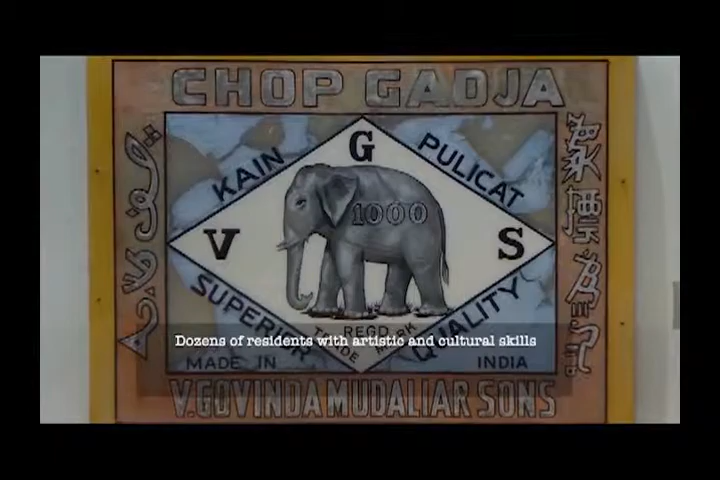 CHOP GADJA
G
KAIN PULICAT
1000
V S
SUPERIOR QUALITY
REGD.
TRADE MARK
Dozens of residents with artistic and cultural skills
MADE IN INDIA
V.GOVINDA MUDALIAR SONS